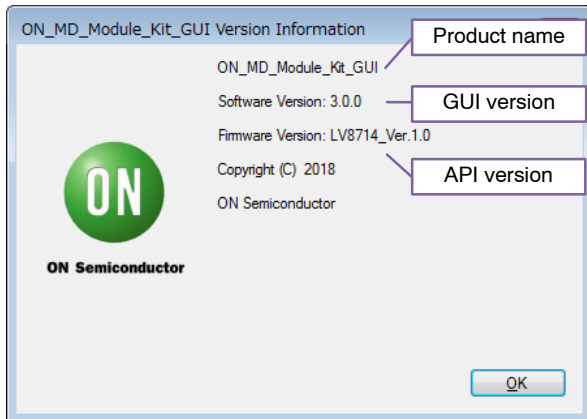 ON_MD_Module_Kit_GUI Version Information
Product name
ON_MD_Module_Kit_GUI
Software Version: 3.0.0
GUI version
Firmware Version: LV8714_Ver.1.0
Copyright (C) 2018
API version
ON Semiconductor
ON
ON Semiconductor
OK